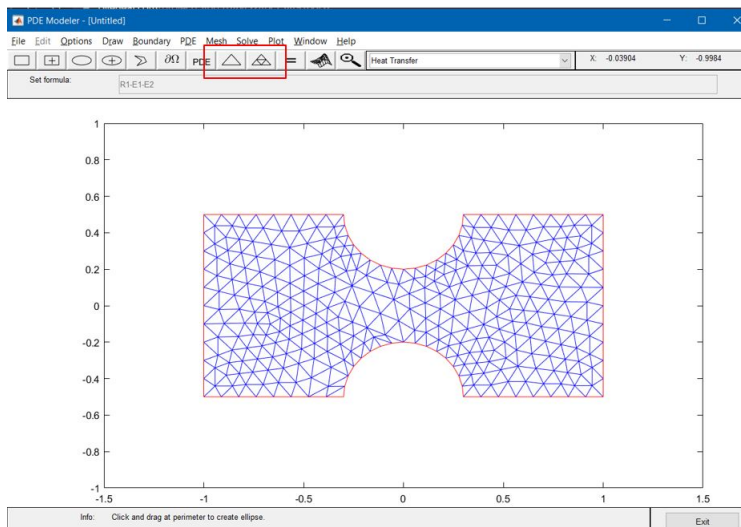 PDE Modeler - [Untitled]
File Edit Options Draw Boundary PDE Mesh Solve Plot Window Help
∂Ω PDE = Heat Transfer X: -0.03904 Y: -0.9984
Set formula: R1-E1-E2
1
0.8
0.6
0.4
0.2
0
-0.2
-0.4
-0.6
-0.8
-1
-1.5 -1 -0.5 0 0.5 1 1.5
Info: Click and drag at perimeter to create ellipse. Exit